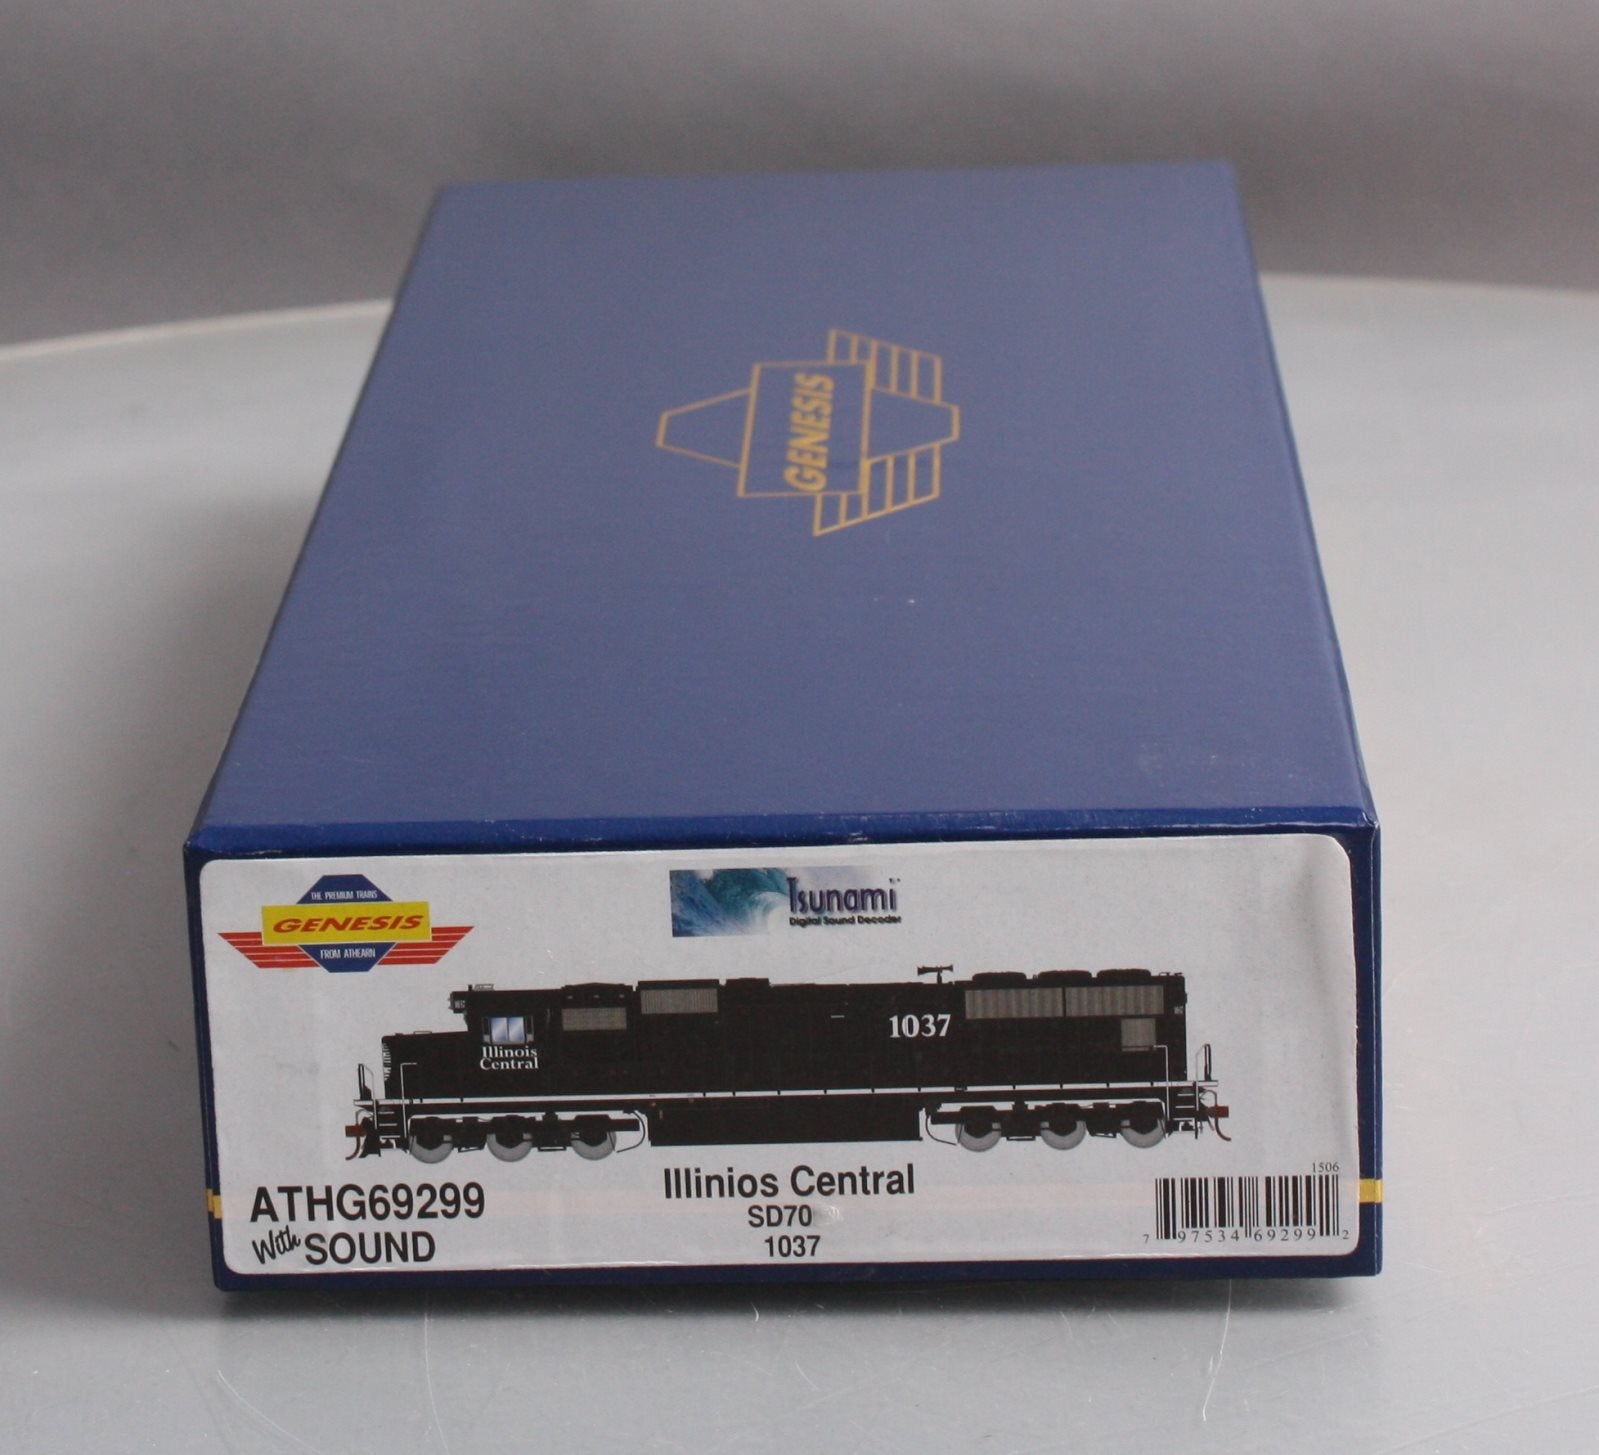 GENESIS
THE PREMIUM TRAINS
GENESIS
FROM ATHEARN
Tsunami
Digital Sound Decoder
1037
Illinois
Central
ATHG69299
With SOUND
Illinios Central
SD70
1037
1506
7 97534 69299 2